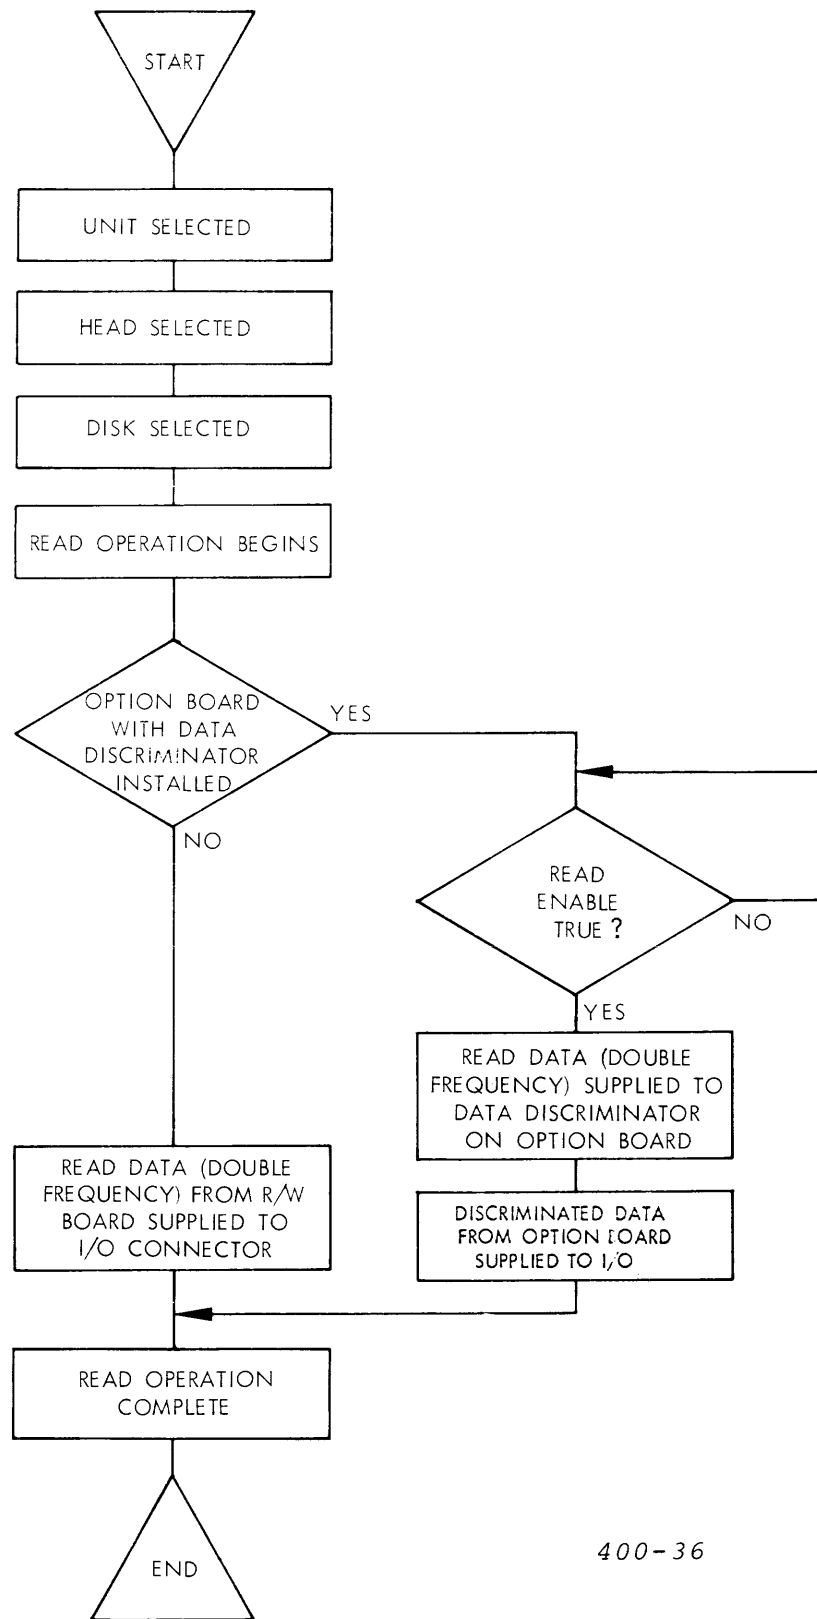 START
UNIT SELECTED
HEAD SELECTED
DISK SELECTED
READ OPERATION BEGINS
OPTION BOARD
WITH DATA
DISCRIMINATOR
INSTALLED
YES
NO
READ
ENABLE
TRUE ?
NO
YES
READ DATA (DOUBLE
FREQUENCY) SUPPLIED TO
DATA DISCRIMINATOR
ON OPTION BOARD
READ DATA (DOUBLE
FREQUENCY) FROM R/W
BOARD SUPPLIED TO
I/O CONNECTOR
DISCRIMINATED DATA
FROM OPTION BOARD
SUPPLIED TO I/O
READ OPERATION
COMPLETE
END
400-36